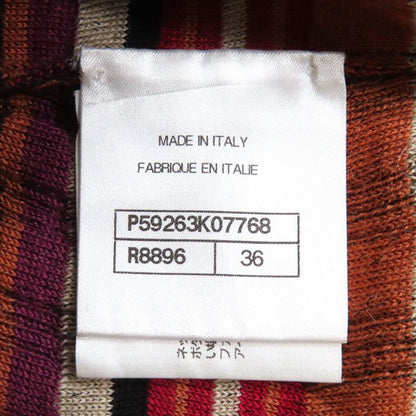 MADE IN ITALY
FABRIQUE EN ITALIE
P59263K07768
R8896 36